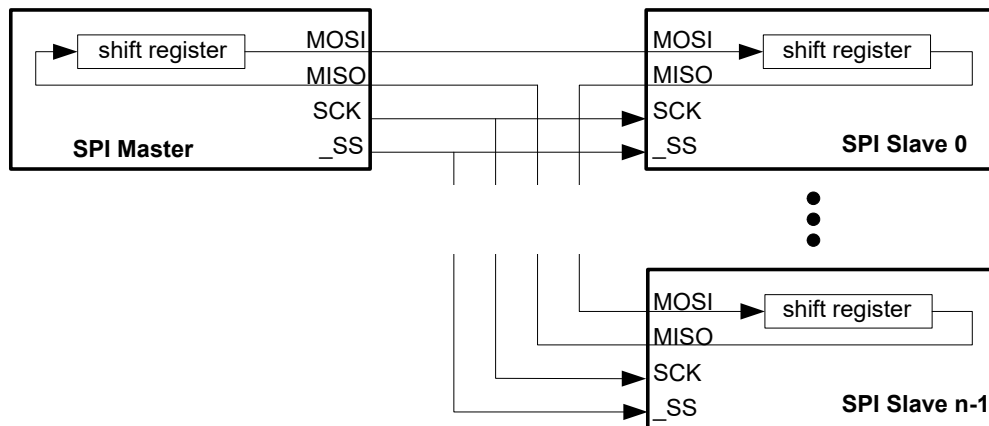 shift register
MOSI
MISO
SCK
_SS
SPI Master
MOSI
shift register
MISO
SCK
_SS
SPI Slave 0
MOSI
shift register
MISO
SCK
_SS
SPI Slave n-1